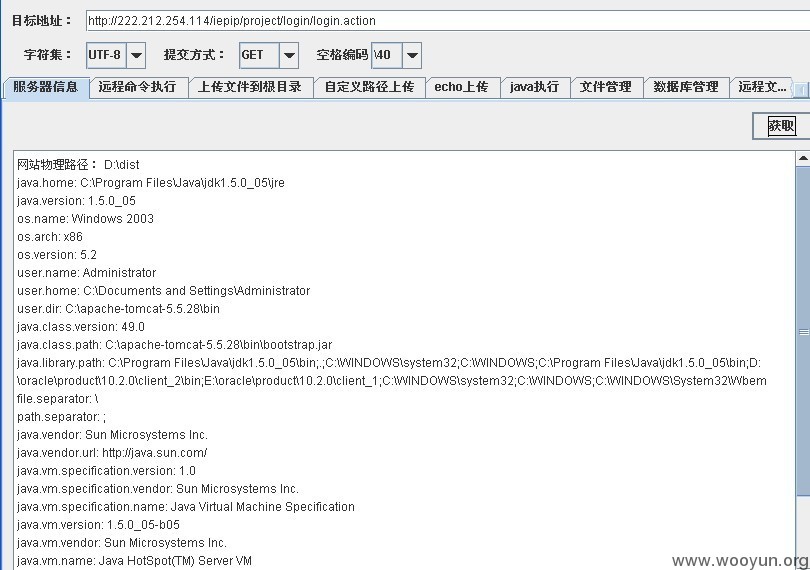 目标地址： http://222.212.254.114/iepip/project/login/login.action
字符集： UTF-8 提交方式： GET 空格编码 \40
服务器信息 远程命令执行 上传文件到根目录 自定义路径上传 echo上传 java执行 文件管理 数据库管理 远程文...
获取
网站物理路径： D:\dist
java.home: C:\Program Files\Java\jdk1.5.0_05\jre
java.version: 1.5.0_05
os.name: Windows 2003
os.arch: x86
os.version: 5.2
user.name: Administrator
user.home: C:\Documents and Settings\Administrator
user.dir: C:\apache-tomcat-5.5.28\bin
java.class.version: 49.0
java.class.path: C:\apache-tomcat-5.5.28\bin\bootstrap.jar
java.library.path: C:\Program Files\Java\jdk1.5.0_05\bin;.;C:\WINDOWS\system32;C:\WINDOWS;C:\Program Files\Java\jdk1.5.0_05\bin;D:
\oracle\product\10.2.0\client_2\bin;E:\oracle\product\10.2.0\client_1;C:\WINDOWS\system32;C:\WINDOWS;C:\WINDOWS\System32\Wbem
file.separator: \
path.separator: ;
java.vendor: Sun Microsystems Inc.
java.vendor.url: http://java.sun.com/
java.vm.specification.version: 1.0
java.vm.specification.vendor: Sun Microsystems Inc.
java.vm.specification.name: Java Virtual Machine Specification
java.vm.version: 1.5.0_05-b05
java.vm.vendor: Sun Microsystems Inc.
java.vm.name: Java HotSpot(TM) Server VM
www.wooyun.org